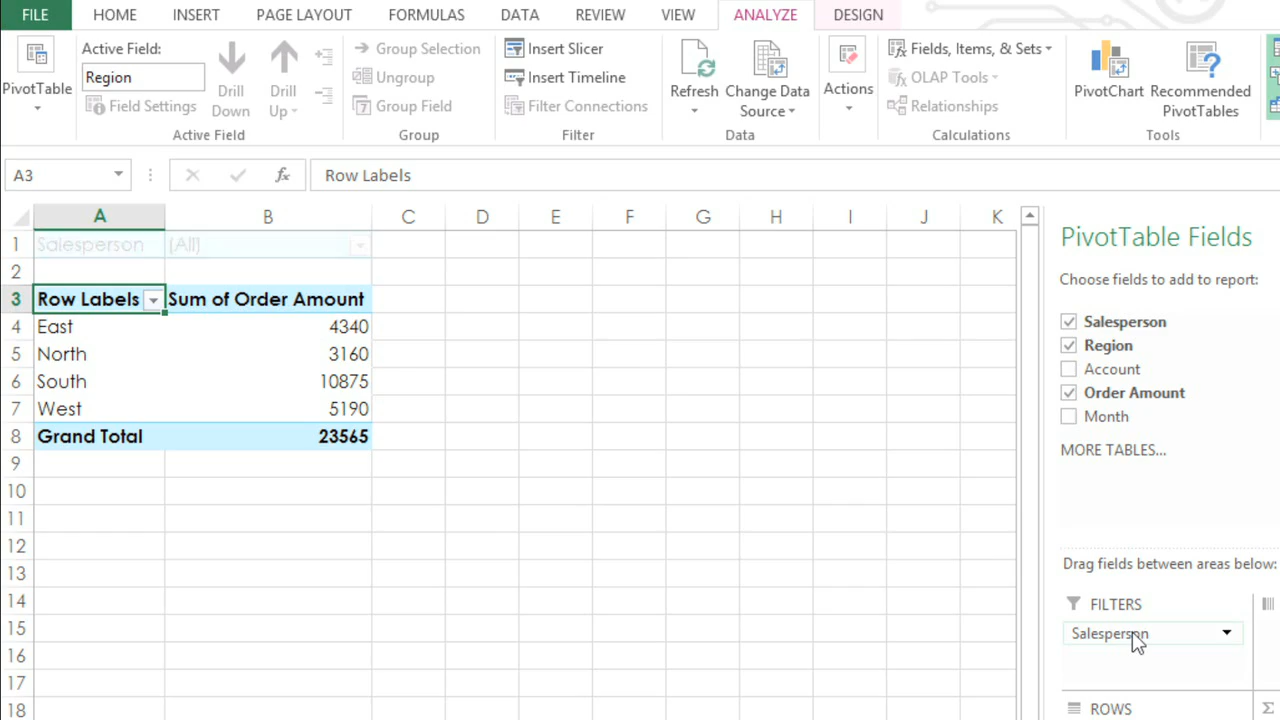 FILE HOME INSERT PAGE LAYOUT FORMULAS DATA REVIEW VIEW ANALYZE DESIGN
PivotTable
Active Field:
Region
Field Settings
Drill Down
Drill Up
Active Field
Group Selection
Ungroup
Group Field
Group
Insert Slicer
Insert Timeline
Filter Connections
Filter
Refresh
Change Data Source
Data
Actions
Fields, Items, & Sets
OLAP Tools
Relationships
Calculations
PivotChart
Recommended PivotTables
Tools
A3 fx Row Labels
A B C D E F G H I J K
1 Salesperson (All)
2
3 Row Labels Sum of Order Amount
4 East 4340
5 North 3160
6 South 10875
7 West 5190
8 Grand Total 23565
9
10
11
12
13
14
15
16
17
18
PivotTable Fields
Choose fields to add to report:
Salesperson
Region
Account
Order Amount
Month
MORE TABLES...
Drag fields between areas below:
FILTERS
Salesperson
ROWS Σ